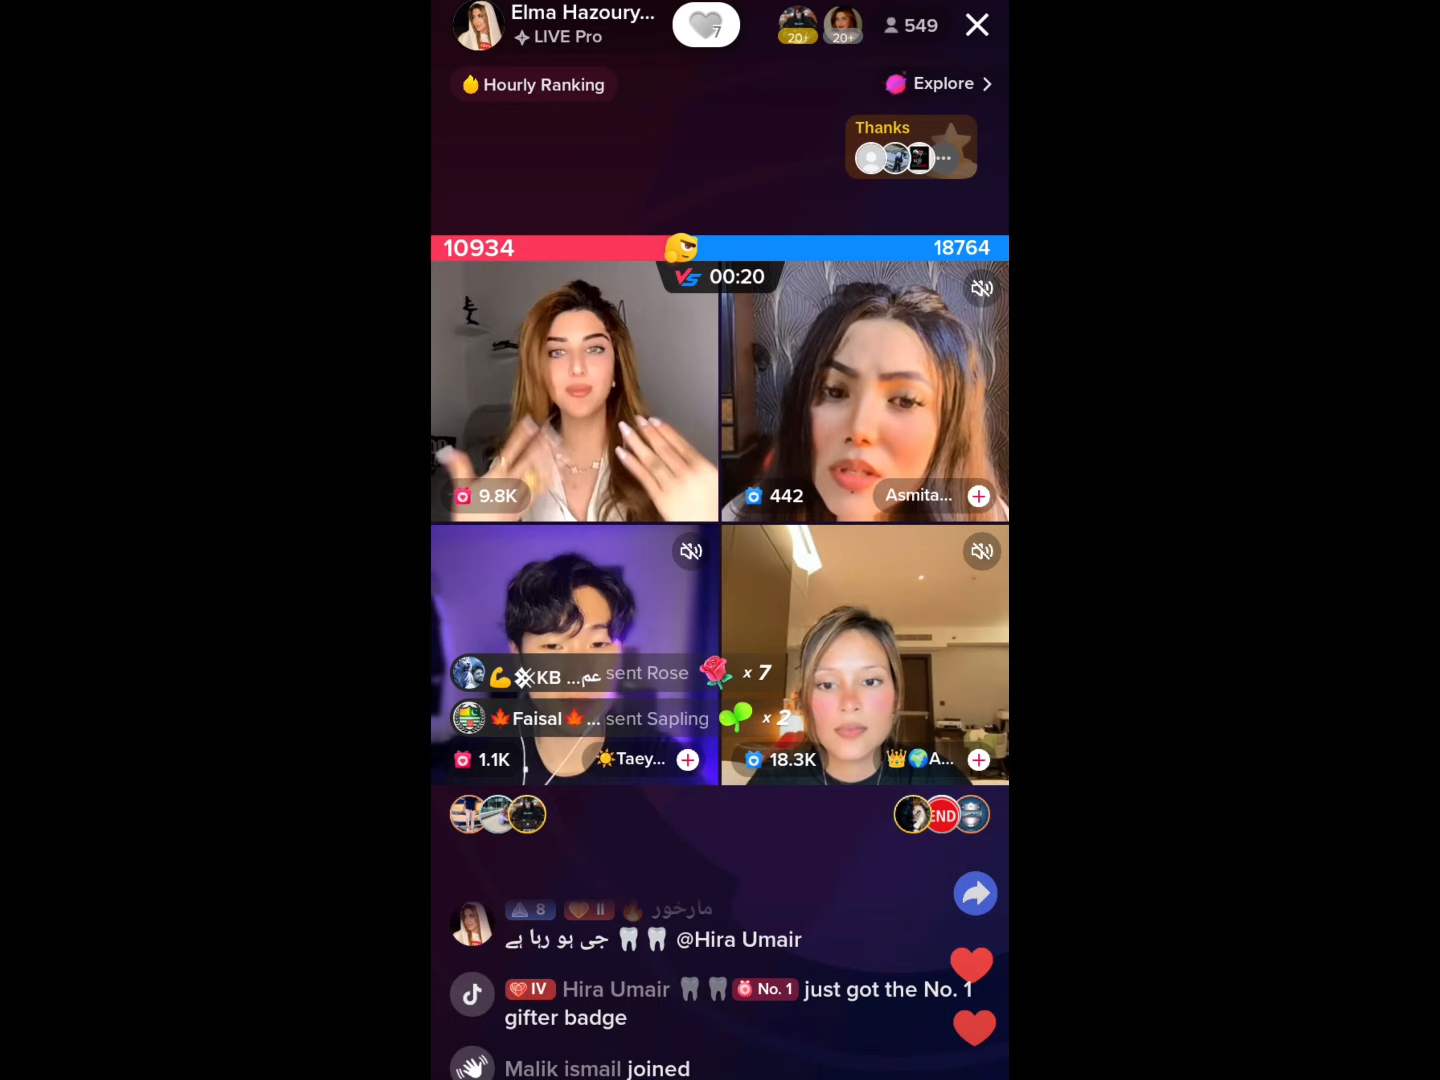 Elma Hazoury...
LIVE Pro
7
20+
20+
549
Hourly Ranking
Explore
Thanks
10934
18764
VS 00:20
9.8K
442
Asmita...
KB ...عم sent Rose x 7
Faisal ... sent Sapling x 2
1.1K
Taey...
18.3K
A...
END
8 II مارخور
جی ہو رہا ہے @Hira Umair
IV Hira Umair No. 1 just got the No. 1
gifter badge
Malik ismail joined